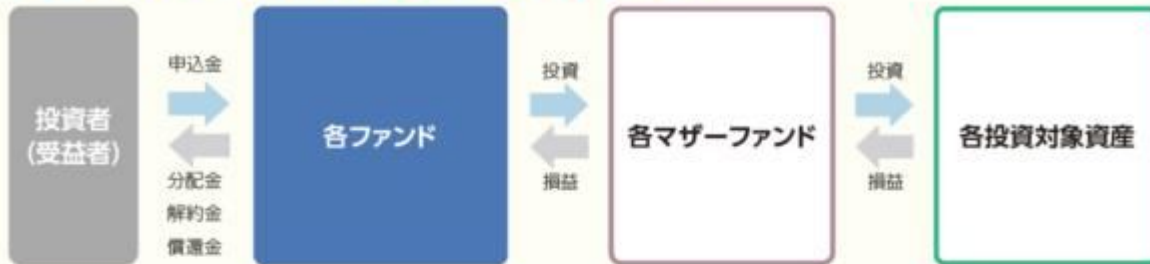 投資者
(受益者)
申込金
分配金
解約金
償還金
各ファンド
投資
損益
各マザーファンド
投資
損益
各投資対象資産